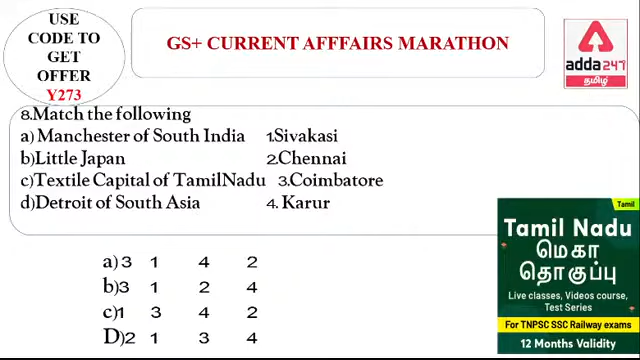 USE
CODE TO
GET
OFFER
Y273
GS+ CURRENT AFFFAIRS MARATHON
adda247
தமிழ்
8.Match the following
a)Manchester of South India 1.Sivakasi
b)Little Japan 2.Chennai
c)Textile Capital of TamilNadu 3.Coimbatore
d)Detroit of South Asia 4. Karur
a)3 1 4 2
b)3 1 2 4
c)1 3 4 2
D)2 1 3 4
Tamil
Tamil Nadu
மெகா
தொகுப்பு
Live classes, Videos course,
Test Series
For TNPSC SSC Railway exams
12 Months Validity